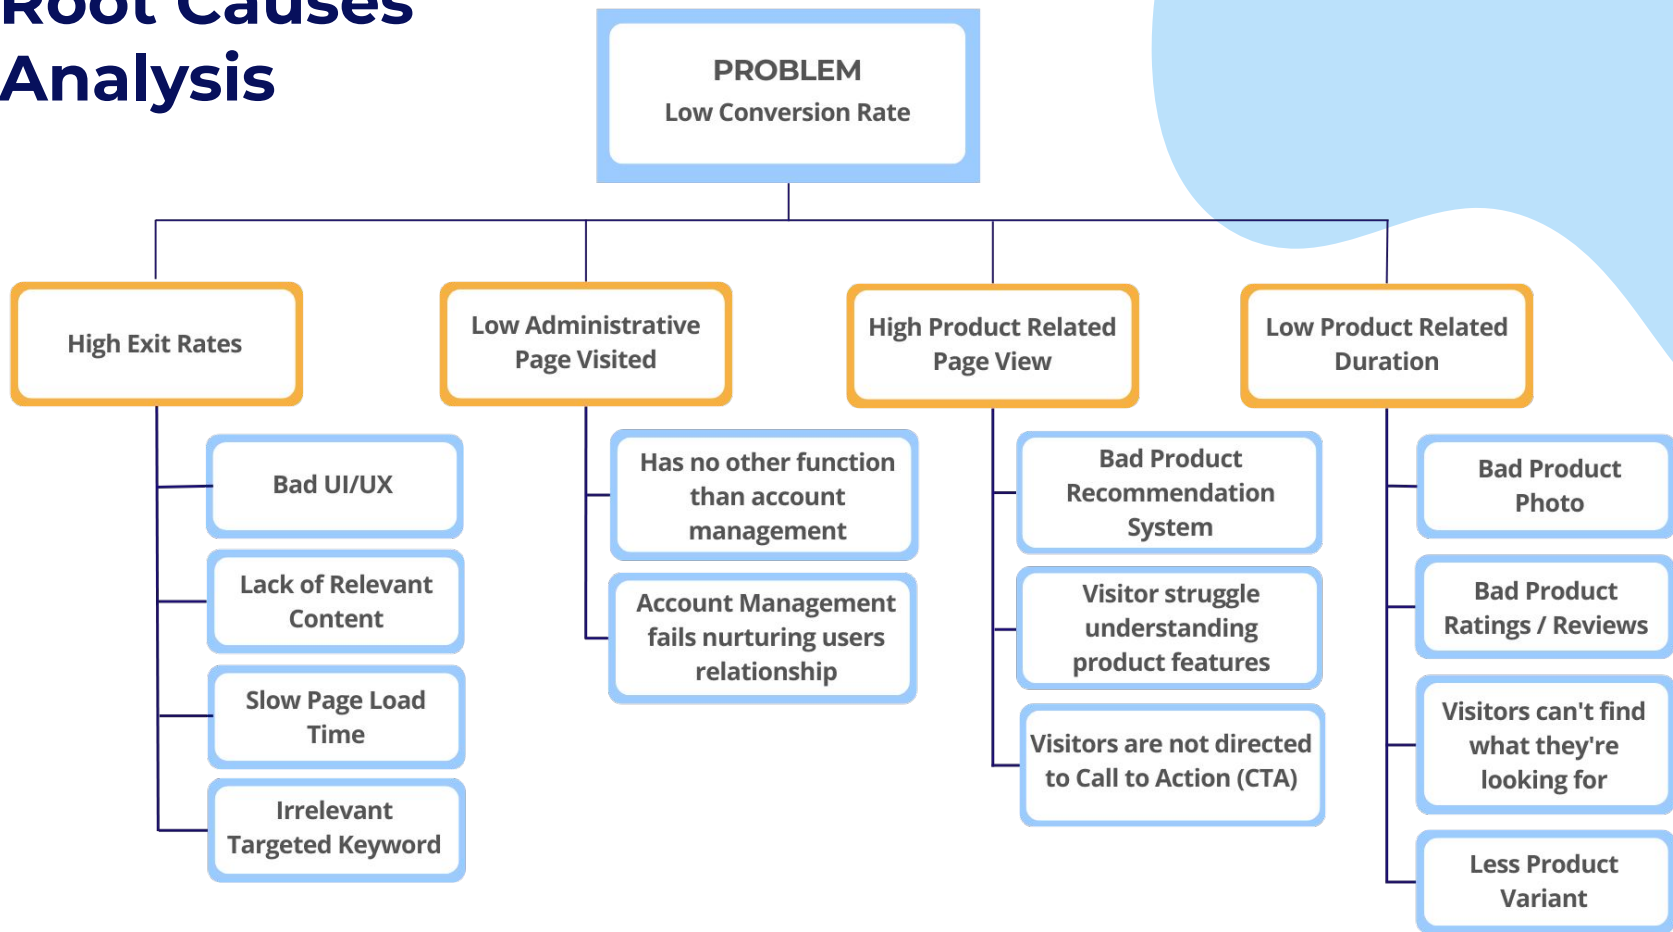 Root Causes
Analysis
PROBLEM
Low Conversion Rate
High Exit Rates
Bad UI/UX
Lack of Relevant
Content
Slow Page Load
Time
Irrelevant
Targeted Keyword
Low Administrative
Page Visited
Has no other function
than account
management
Account Management
fails nurturing users
relationship
High Product Related
Page View
Bad Product
Recommendation
System
Visitor struggle
understanding
product features
Visitors are not directed
to Call to Action (CTA)
Low Product Related
Duration
Bad Product
Photo
Bad Product
Ratings / Reviews
Visitors can't find
what they're
looking for
Less Product
Variant